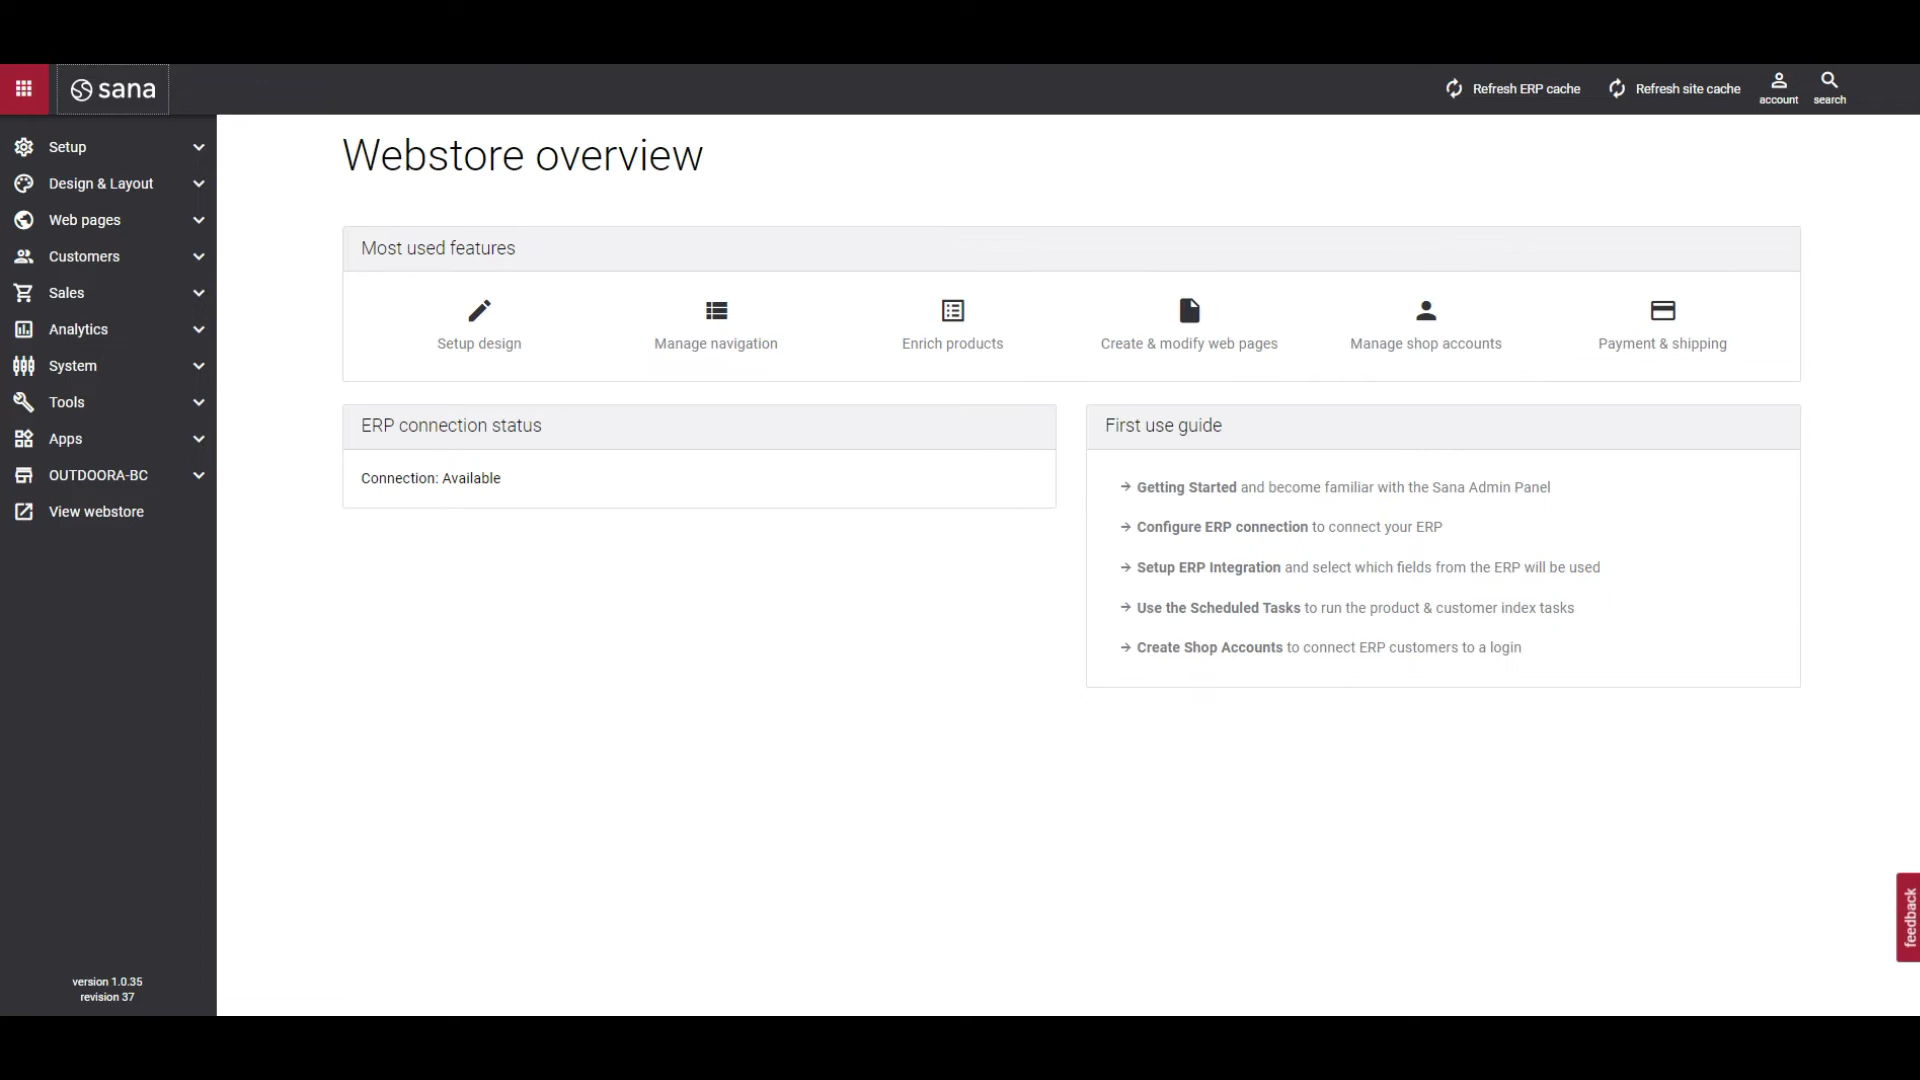 sana
Refresh ERP cache
Refresh site cache
account
search
Setup
Design & Layout
Web pages
Customers
Sales
Analytics
System
Tools
Apps
OUTDOORA-BC
View webstore
version 1.0.35
revision 37
Webstore overview
Most used features
Setup design
Manage navigation
Enrich products
Create & modify web pages
Manage shop accounts
Payment & shipping
ERP connection status
Connection: Available
First use guide
→ Getting Started and become familiar with the Sana Admin Panel
→ Configure ERP connection to connect your ERP
→ Setup ERP Integration and select which fields from the ERP will be used
→ Use the Scheduled Tasks to run the product & customer index tasks
→ Create Shop Accounts to connect ERP customers to a login
feedback